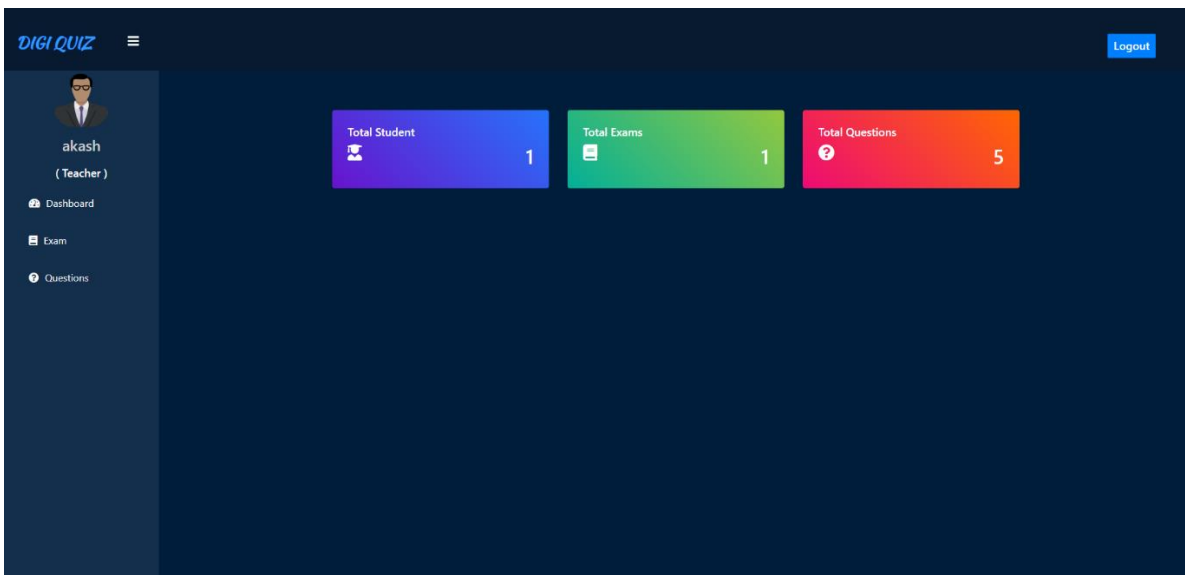 DIGI QUIZ
Logout
akash
( Teacher )
Dashboard
Exam
Questions
Total Student
1
Total Exams
1
Total Questions
5